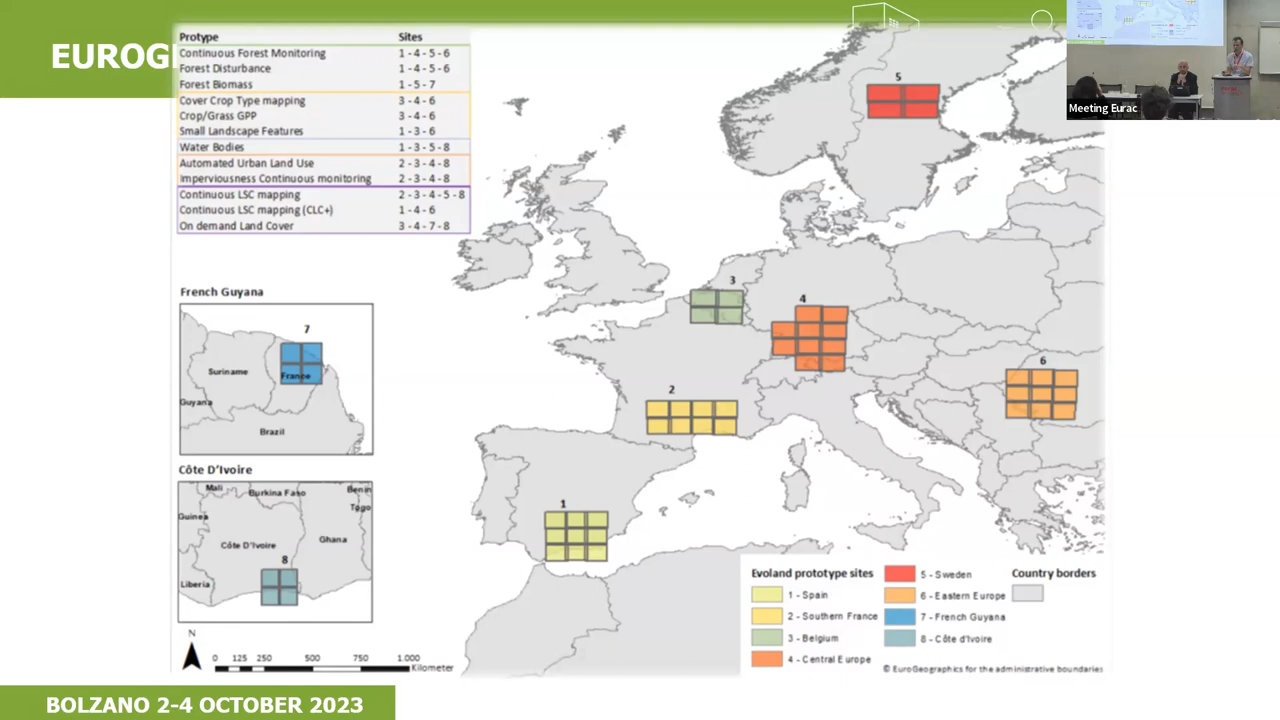 EUROG
Protype Sites
Continuous Forest Monitoring 1 - 4 - 5 - 6
Forest Disturbance 1 - 4 - 5 - 6
Forest Biomass 1 - 5 - 7
Cover Crop Type mapping 3 - 4 - 6
Crop/Grass GPP 3 - 4 - 6
Small Landscape Features 1 - 3 - 6
Water Bodies 1 - 3 - 5 - 8
Automated Urban Land Use 2 - 3 - 4 - 8
Imperviousness Continuous monitoring 2 - 3 - 4 - 8
Continuous LSC mapping 2 - 3 - 4 - 5 - 8
Continuous LSC mapping (CLC+) 1 - 4 - 6
On demand Land Cover 3 - 4 - 7 - 8
Meeting Eurac
5
3
4
6
2
1
French Guyana
7
Suriname
France
Guyana
Brazil
Côte D'Ivoire
Mali
Burkina Faso
Benin
Togo
Guinea
Côte D'Ivoire
Ghana
8
Liberia
N
0 125 250 500 750 1.000
Kilometer
Evoland prototype sites
1 - Spain
2 - Southern France
3 - Belgium
4 - Central Europe
5 - Sweden
6 - Eastern Europe
7 - French Guyana
8 - Côte d'Ivoire
Country borders
© EuroGeographics for the administrative boundaries
BOLZANO 2-4 OCTOBER 2023